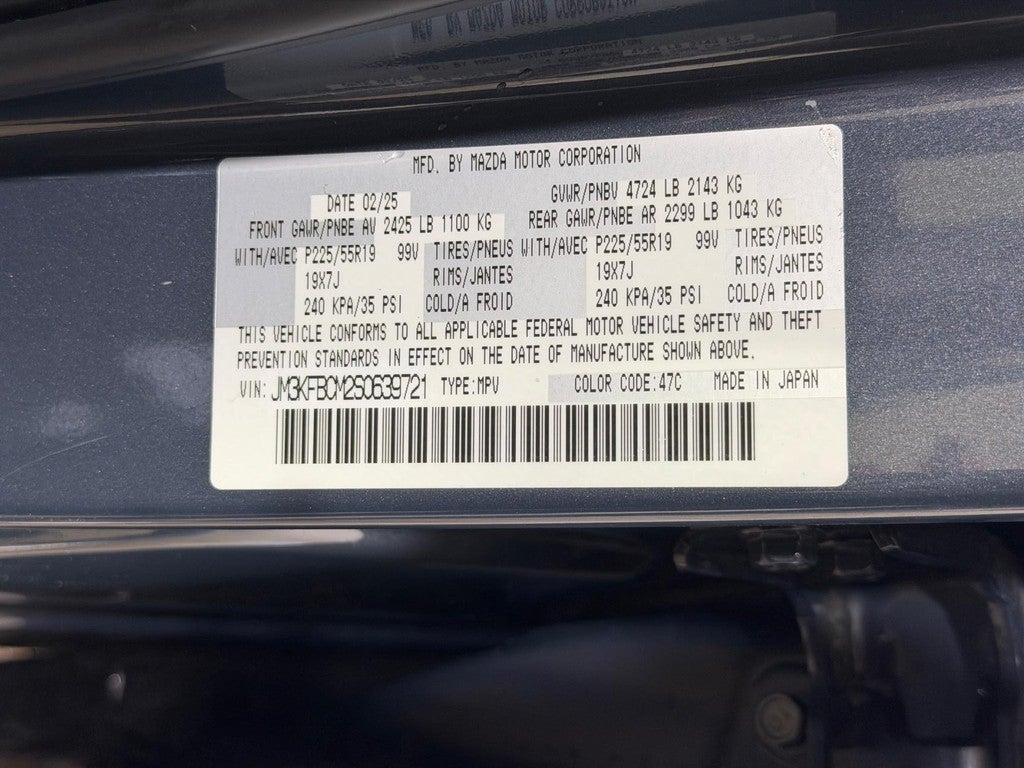 MFD. BY MAZDA MOTOR CORPORATION
DATE 02/25 GVWR/PNBV 4724 LB 2143 KG
FRONT GAWR/PNBE AV 2425 LB 1100 KG REAR GAWR/PNBE AR 2299 LB 1043 KG
WITH/AVEC P225/55R19 99V TIRES/PNEUS WITH/AVEC P225/55R19 99V TIRES/PNEUS
19X7J RIMS/JANTES 19X7J RIMS/JANTES
240 KPA/35 PSI COLD/A FROID 240 KPA/35 PSI COLD/A FROID
THIS VEHICLE CONFORMS TO ALL APPLICABLE FEDERAL MOTOR VEHICLE SAFETY AND THEFT
PREVENTION STANDARDS IN EFFECT ON THE DATE OF MANUFACTURE SHOWN ABOVE.
VIN: JM3KFBCM2S0639721 TYPE:MPV COLOR CODE:47C MADE IN JAPAN